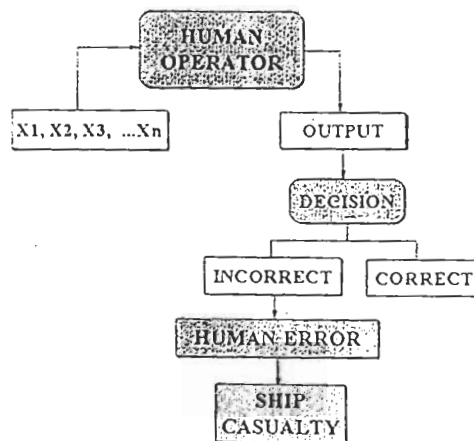 HUMAN
OPERATOR
X1, X2, X3, ...Xn
OUTPUT
DECISION
INCORRECT
CORRECT
HUMAN ERROR
SHIP
CASUALTY